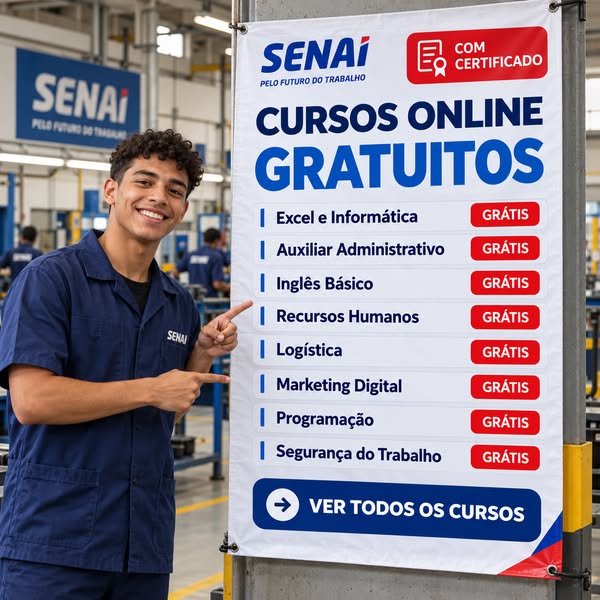 SENAI
PELO FUTURO DO TRABALHO
SENAI
PELO FUTURO DO TRABALHO
COM
CERTIFICADO
CURSOS ONLINE
GRATUITOS
Excel e Informática GRÁTIS
Auxiliar Administrativo GRÁTIS
Inglês Básico GRÁTIS
Recursos Humanos GRÁTIS
Logística GRÁTIS
Marketing Digital GRÁTIS
Programação GRÁTIS
Segurança do Trabalho GRÁTIS
VER TODOS OS CURSOS
SENAI